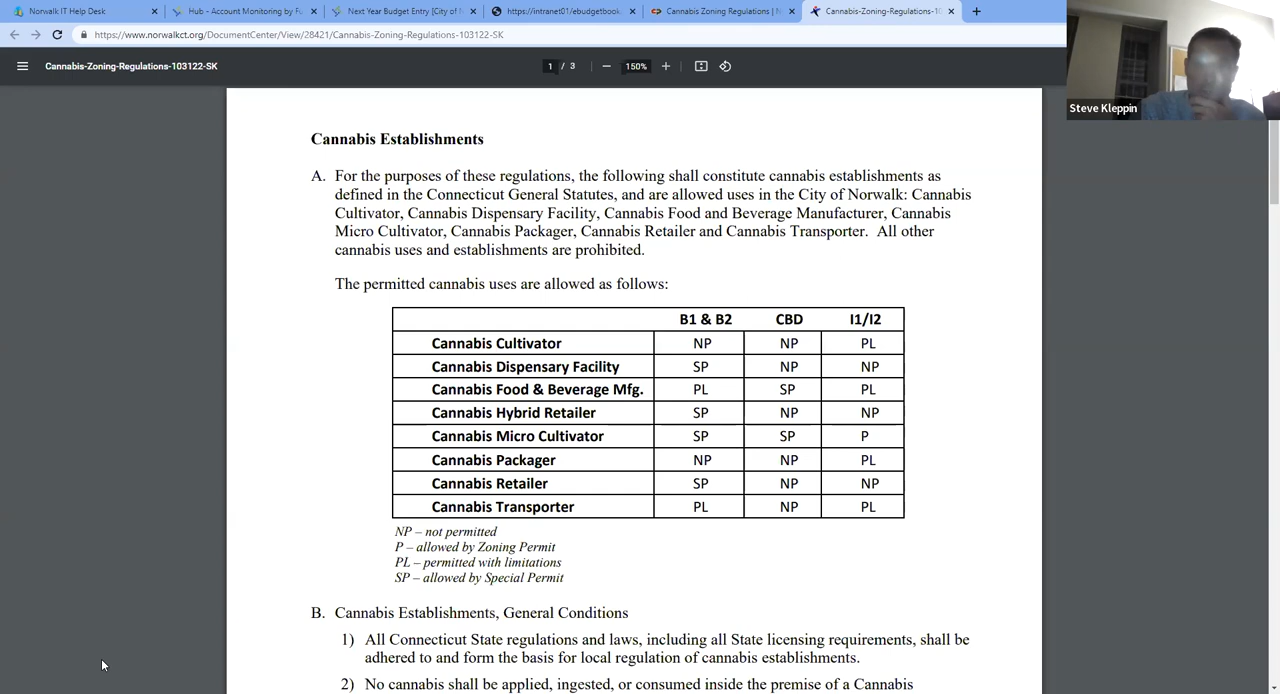 Norwalk IT Help Desk
Hub - Account Monitoring by Fu
Next Year Budget Entry [City of N
https://intranet01/ebudgetbook
Cannabis Zoning Regulations | N
Cannabis-Zoning-Regulations-10
https://www.norwalkct.org/DocumentCenter/View/28421/Cannabis-Zoning-Regulations-103122-SK
Cannabis-Zoning-Regulations-103122-SK
1 / 3
150%
Steve Kleppin
Cannabis Establishments
A. For the purposes of these regulations, the following shall constitute cannabis establishments as
defined in the Connecticut General Statutes, and are allowed uses in the City of Norwalk: Cannabis
Cultivator, Cannabis Dispensary Facility, Cannabis Food and Beverage Manufacturer, Cannabis
Micro Cultivator, Cannabis Packager, Cannabis Retailer and Cannabis Transporter. All other
cannabis uses and establishments are prohibited.
The permitted cannabis uses are allowed as follows:
B1 & B2 CBD I1/I2
Cannabis Cultivator NP NP PL
Cannabis Dispensary Facility SP NP NP
Cannabis Food & Beverage Mfg. PL SP PL
Cannabis Hybrid Retailer SP NP NP
Cannabis Micro Cultivator SP SP P
Cannabis Packager NP NP PL
Cannabis Retailer SP NP NP
Cannabis Transporter PL NP PL
NP – not permitted
P – allowed by Zoning Permit
PL – permitted with limitations
SP – allowed by Special Permit
B. Cannabis Establishments, General Conditions
1) All Connecticut State regulations and laws, including all State licensing requirements, shall be
adhered to and form the basis for local regulation of cannabis establishments.
2) No cannabis shall be applied, ingested, or consumed inside the premise of a Cannabis